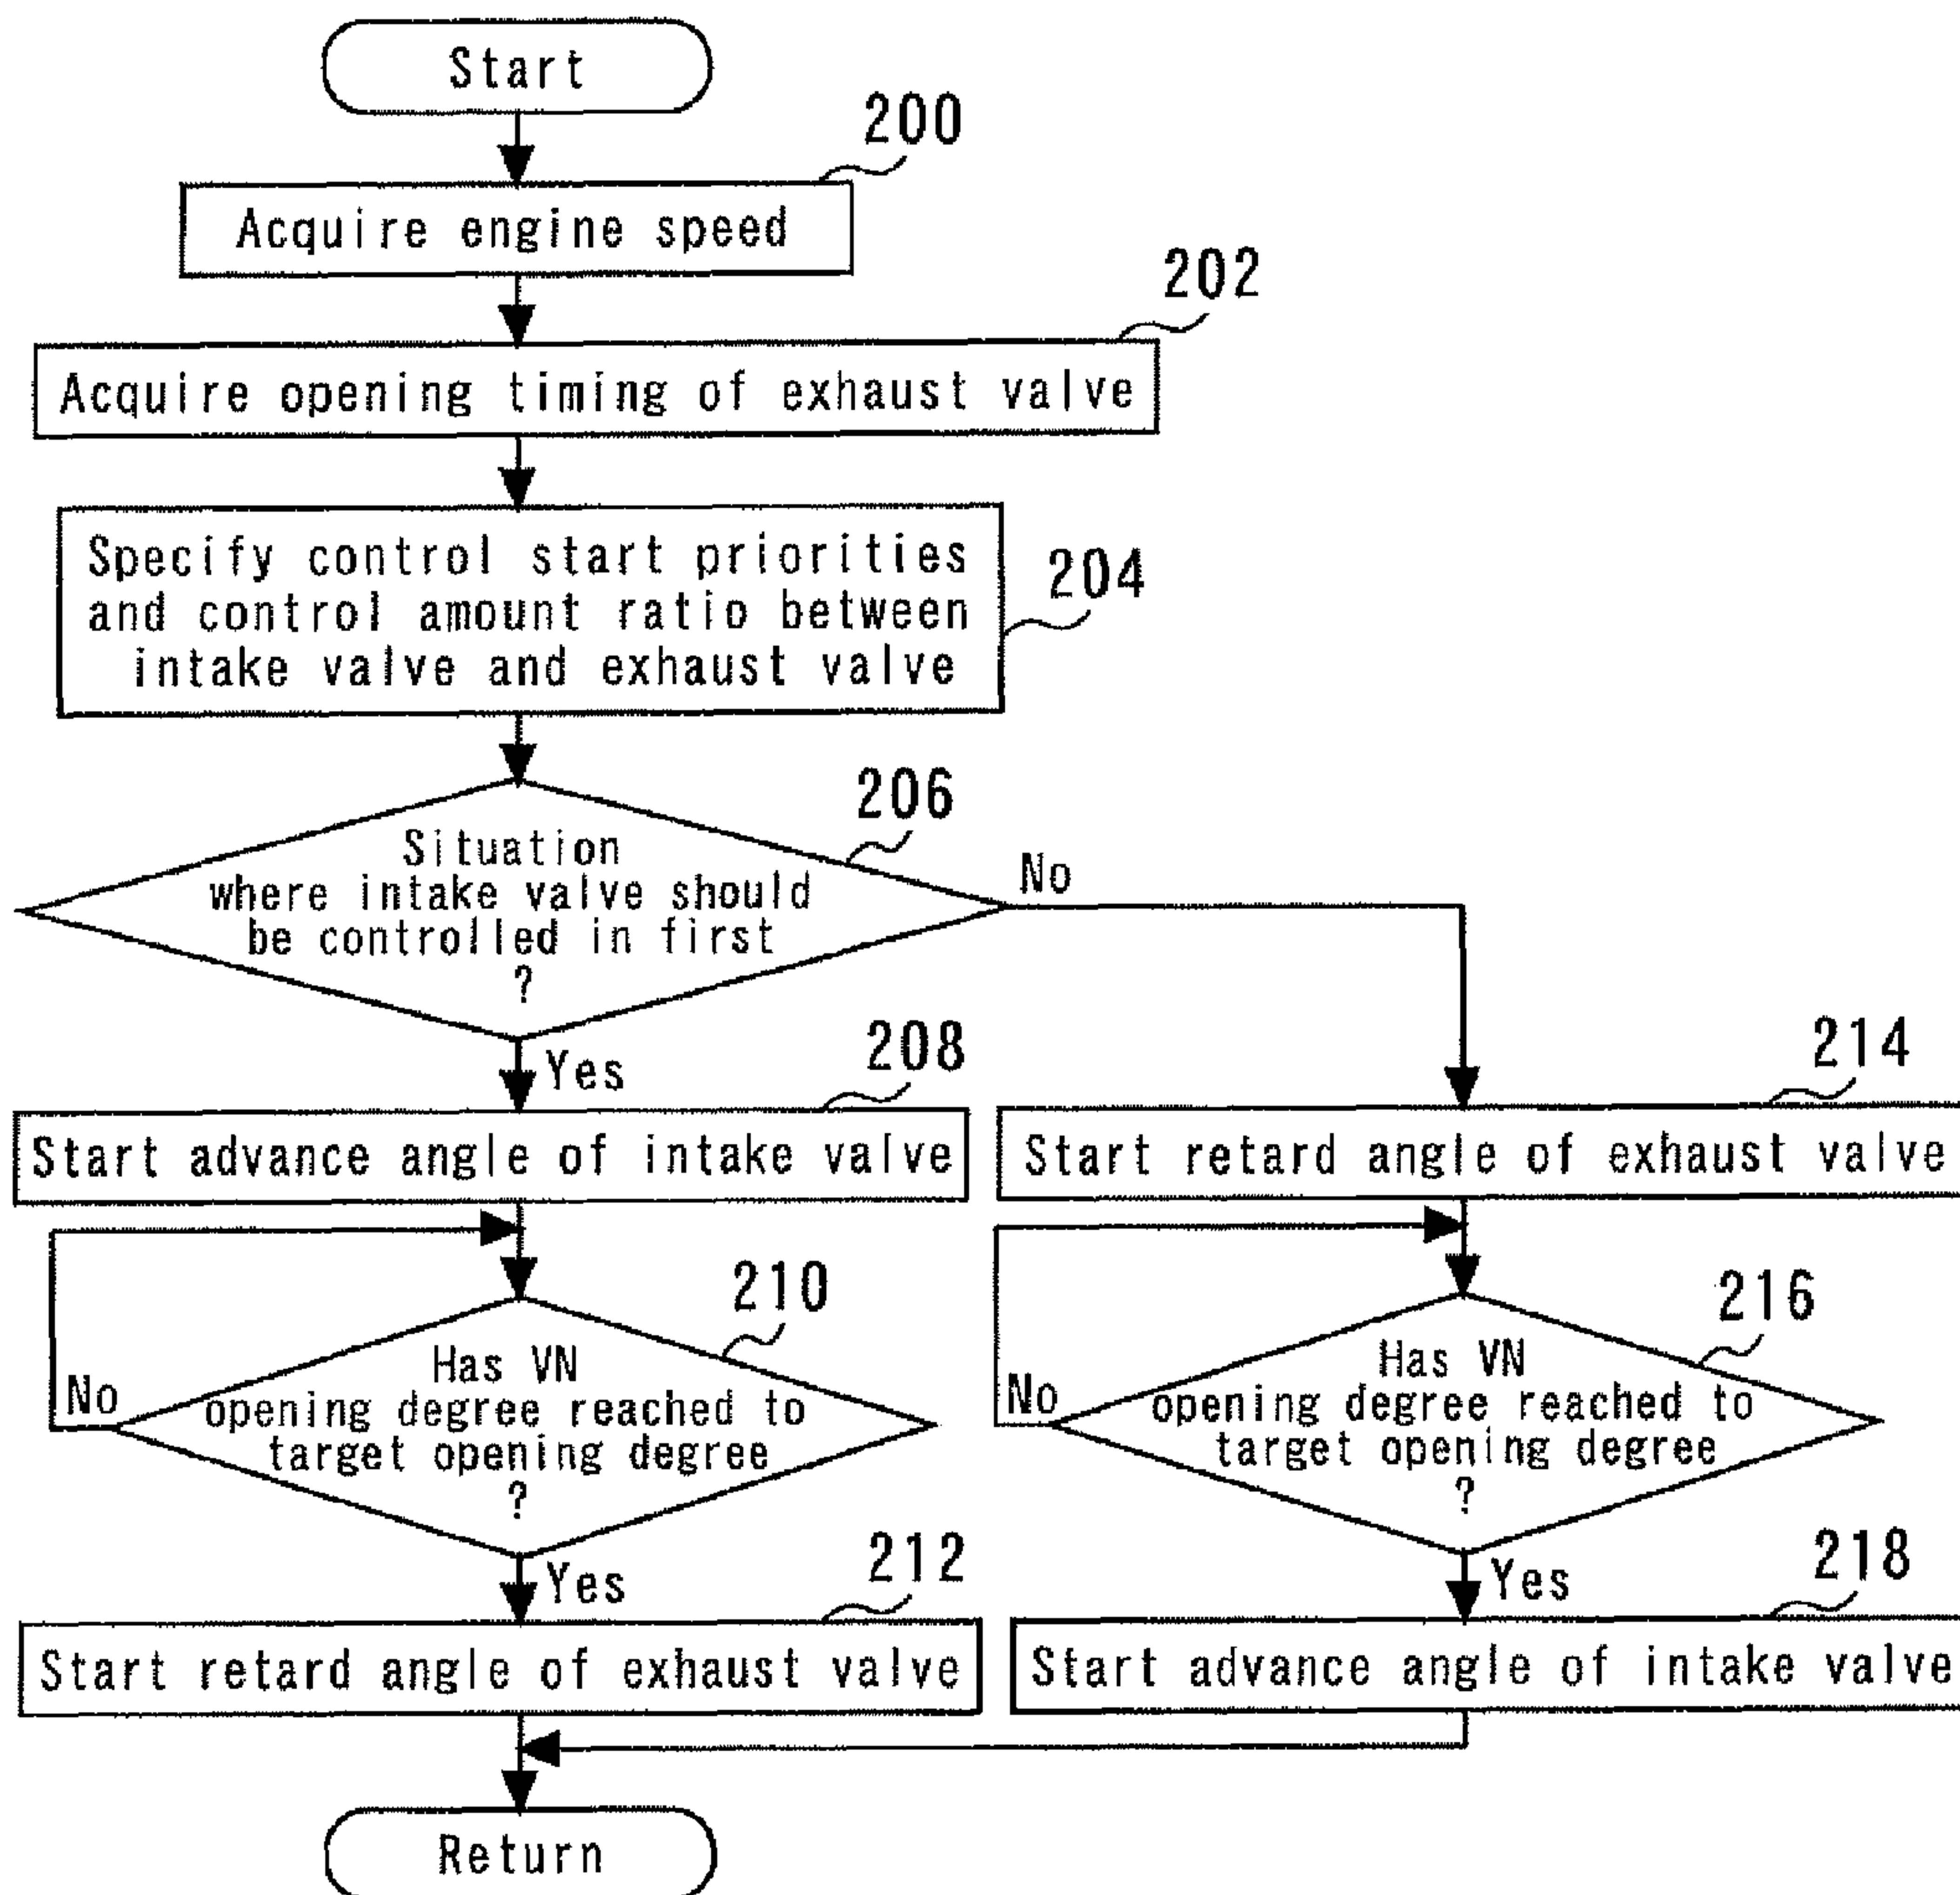 Start
200
Acquire engine speed
202
Acquire opening timing of exhaust valve
204
Specify control start priorities
and control amount ratio between
intake valve and exhaust valve
206
Situation
where intake valve should
be controlled in first
?
No
Yes
208
Start advance angle of intake valve
210
Has VN
opening degree reached to
target opening degree
?
No
Yes
212
Start retard angle of exhaust valve
214
Start retard angle of exhaust valve
216
Has VN
opening degree reached to
target opening degree
?
No
Yes
218
Start advance angle of intake valve
Return